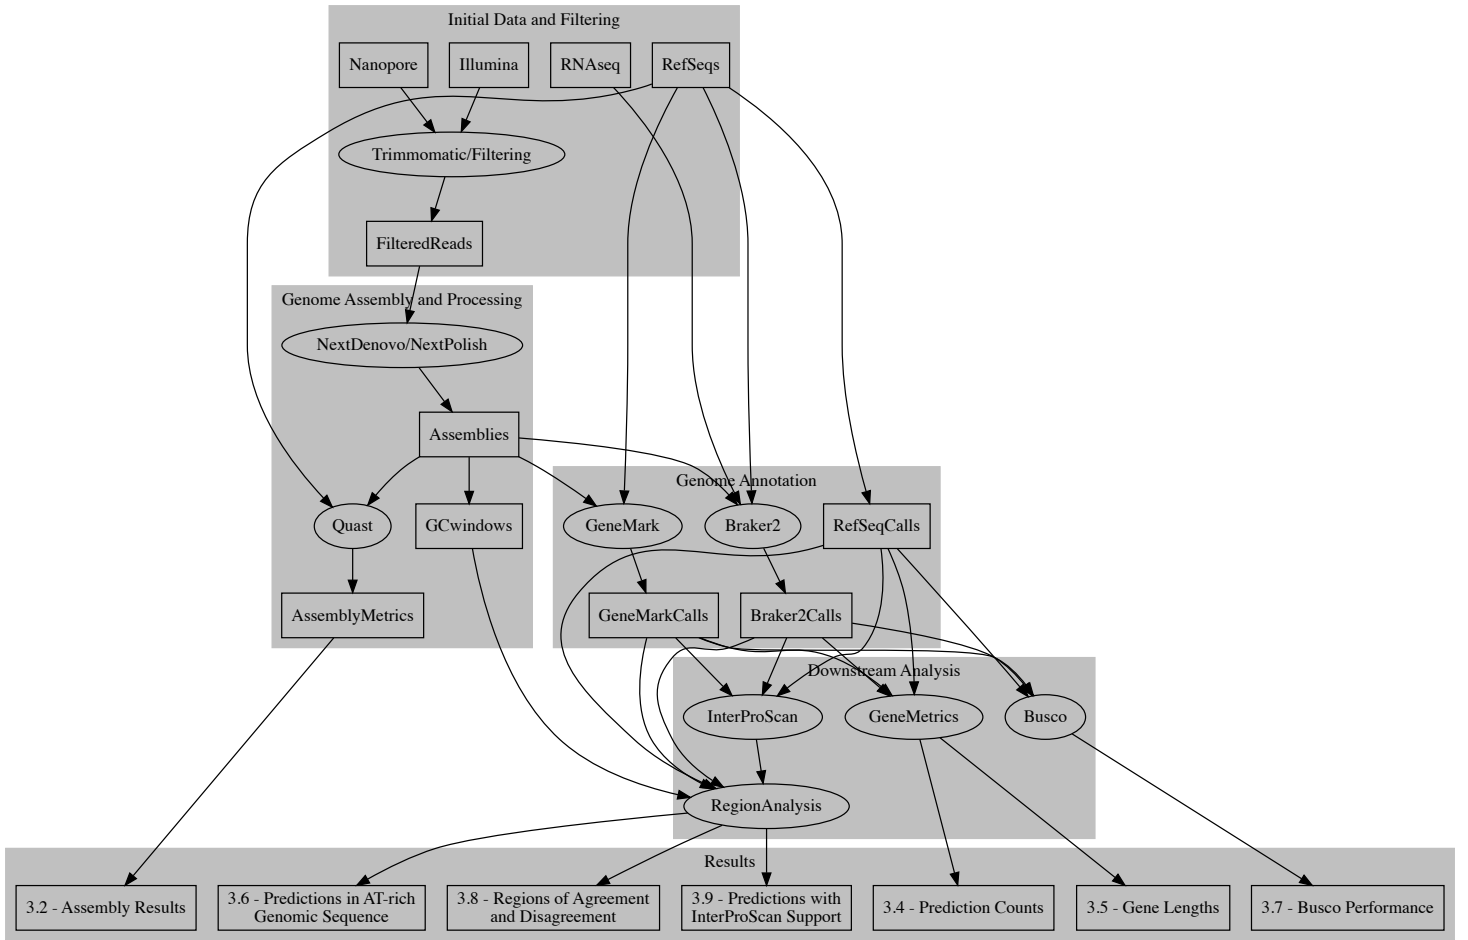 Initial Data and Filtering
Nanopore
Illumina
RNAseq
RefSeqs
Trimmomatic/Filtering
FilteredReads
Genome Assembly and Processing
NextDenovo/NextPolish
Assemblies
Genome Annotation
Quast
GCwindows
GeneMark
Braker2
RefSeqCalls
AssemblyMetrics
GeneMarkCalls
Braker2Calls
Downstream Analysis
InterProScan
GeneMetrics
Busco
RegionAnalysis
Results
3.2 - Assembly Results
3.6 - Predictions in AT-rich
Genomic Sequence
3.8 - Regions of Agreement
and Disagreement
3.9 - Predictions with
InterProScan Support
3.4 - Prediction Counts
3.5 - Gene Lengths
3.7 - Busco Performance